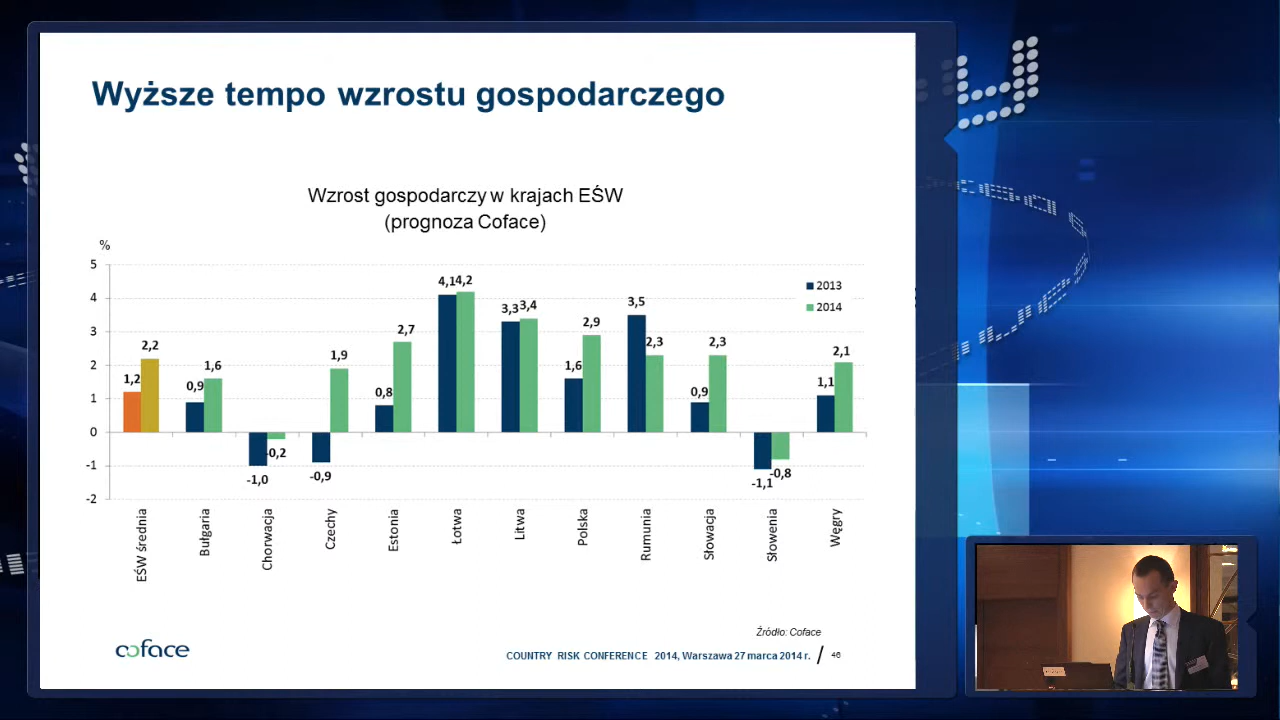 Wyższe tempo wzrostu gospodarczego
Wzrost gospodarczy w krajach EŚW
(prognoza Coface)
%
5
4
3
2
1
0
-1
-2
2013
2014
1,2
2,2
0,9
1,6
-1,0
-0,2
-0,9
1,9
0,8
2,7
4,1
4,2
3,3
3,4
1,6
2,9
3,5
2,3
0,9
2,3
-1,1
-0,8
1,1
2,1
EŚW średnia
Bułgaria
Chorwacja
Czechy
Estonia
Łotwa
Litwa
Polska
Rumunia
Słowacja
Słowenia
Węgry
Źródło: Coface
coface
COUNTRY RISK CONFERENCE 2014, Warszawa 27 marca 2014 r. / 46